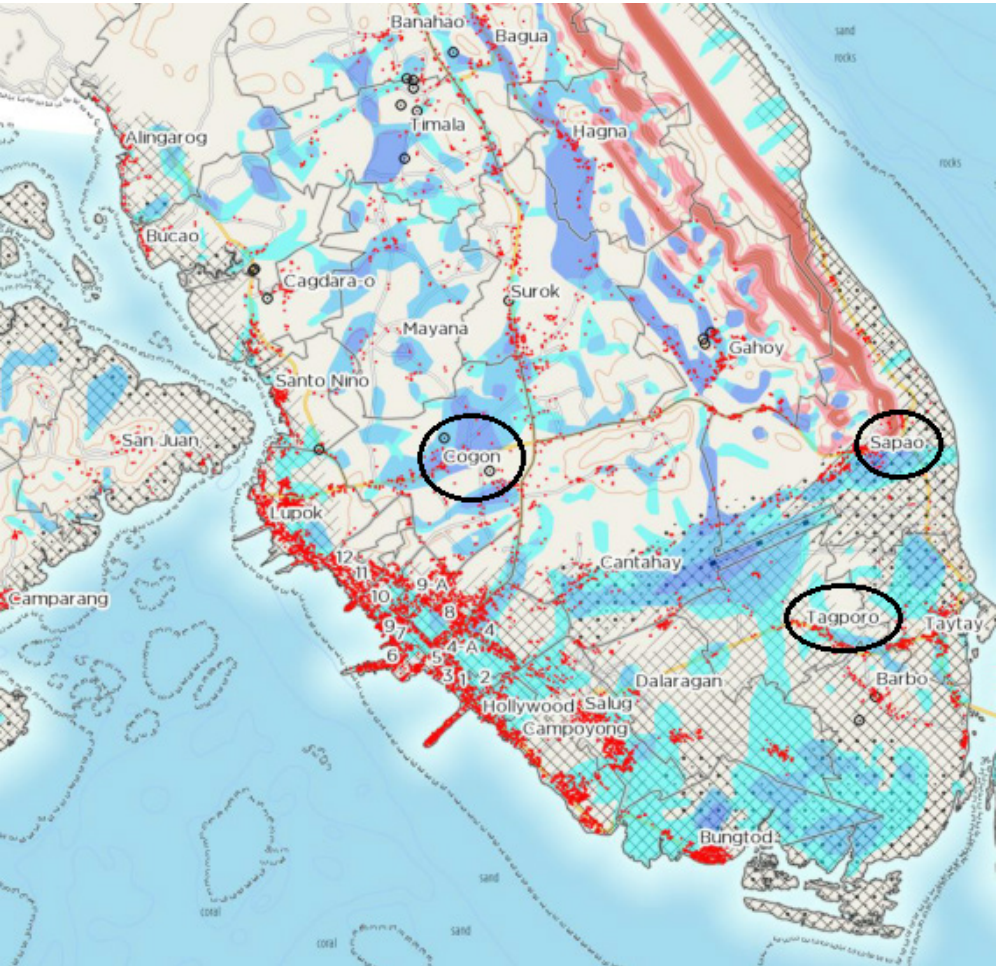 Banahao
Bagua
sand
rocks
Timala
Hagna
Alingarog
rocks
Bucao
Cagdara-o
Surok
Mayana
Gahoy
Santo Nino
San Juan
Cogon
Sapao
Lupok
12
11
9-A
Cantahay
10
Camparang
8
9
7
4
Tagporo
Taytay
4-A
6
5
3
1
2
Dalaragan
Barbo
Hollywood
Salug
Campoyong
Bungtod
sand
coral
coral
sand